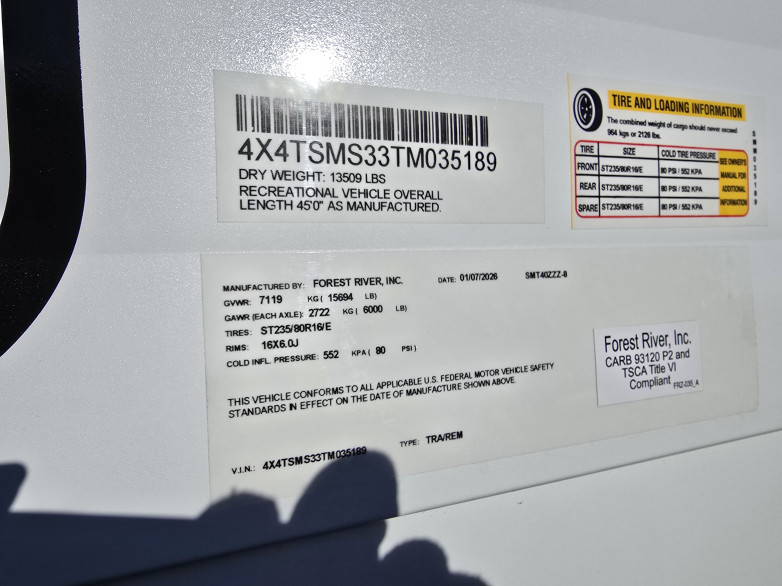 4X4TSMS33TM035189
DRY WEIGHT: 13509 LBS
RECREATIONAL VEHICLE OVERALL
LENGTH 45'0" AS MANUFACTURED.
TIRE AND LOADING INFORMATION
The combined weight of cargo should never exceed
964 kgs or 2126 lbs.
TIRE SIZE COLD TIRE PRESSURE
FRONT ST235/80R16/E 80 PSI / 552 KPA
REAR ST235/80R16/E 80 PSI / 552 KPA
SPARE ST235/80R16/E 80 PSI / 552 KPA
SEE OWNER'S
MANUAL FOR
ADDITIONAL
INFORMATION
SMM035189
MANUFACTURED BY: FOREST RIVER, INC. DATE: 01/07/2026 SMT40ZZZ-8
GVWR: 7119 KG ( 15694 LB)
GAWR (EACH AXLE): 2722 KG ( 6000 LB)
TIRES: ST235/80R16/E
RIMS: 16X6.0J
COLD INFL. PRESSURE: 552 KPA ( 80 PSI)
THIS VEHICLE CONFORMS TO ALL APPLICABLE U.S. FEDERAL MOTOR VEHICLE SAFETY
STANDARDS IN EFFECT ON THE DATE OF MANUFACTURE SHOWN ABOVE.
V.I.N.: 4X4TSMS33TM035189 TYPE: TRA/REM
Forest River, Inc.
CARB 93120 P2 and
TSCA Title VI
Compliant
FRIZ-035_A